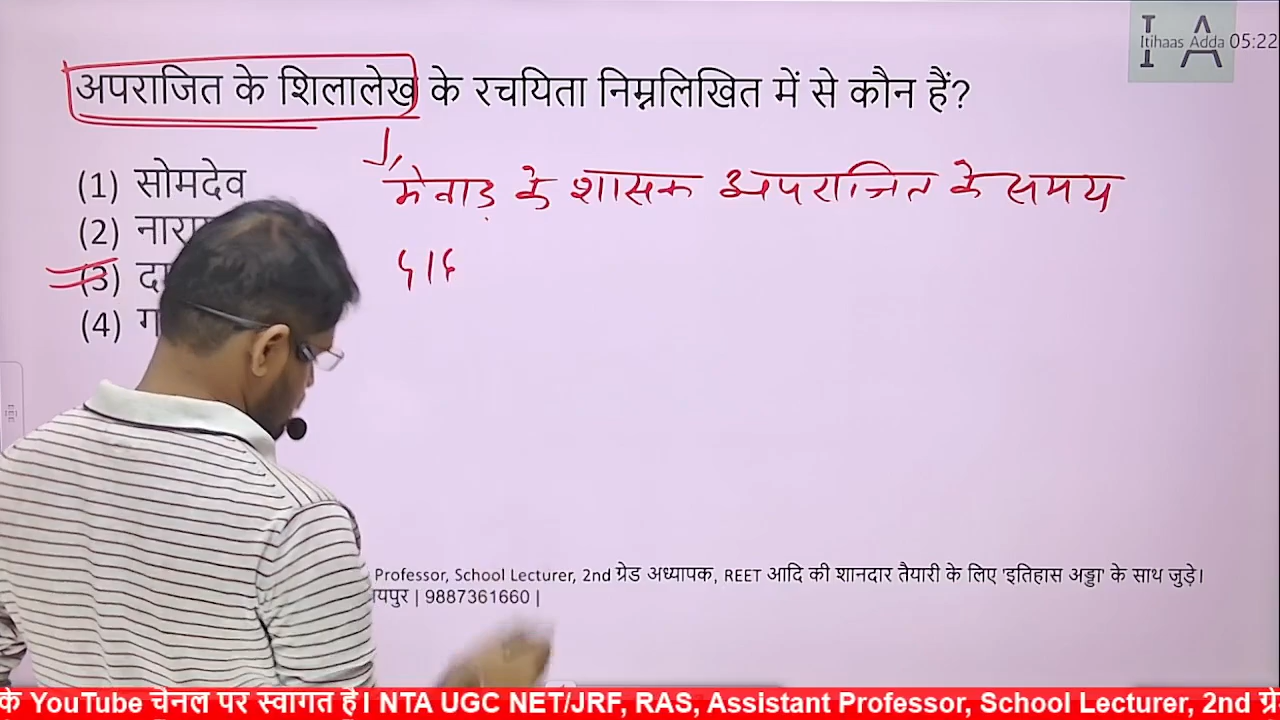 I A
Itihaas Adda 05:22
अपराजित के शिलालेख के रचयिता निम्नलिखित में से कौन हैं?
(1) सोमदेव
मेवाड़ के शासक अपराजित के समय
(2)
(3)
(4)
Professor, School Lecturer, 2nd ग्रेड अध्यापक, REET आदि की शानदार तैयारी के लिए 'इतिहास अड्डा' के साथ जुड़े।
| 9887361660 |
के YouTube चेनल पर स्वागत है। NTA UGC NET/JRF, RAS, Assistant Professor, School Lecturer, 2nd